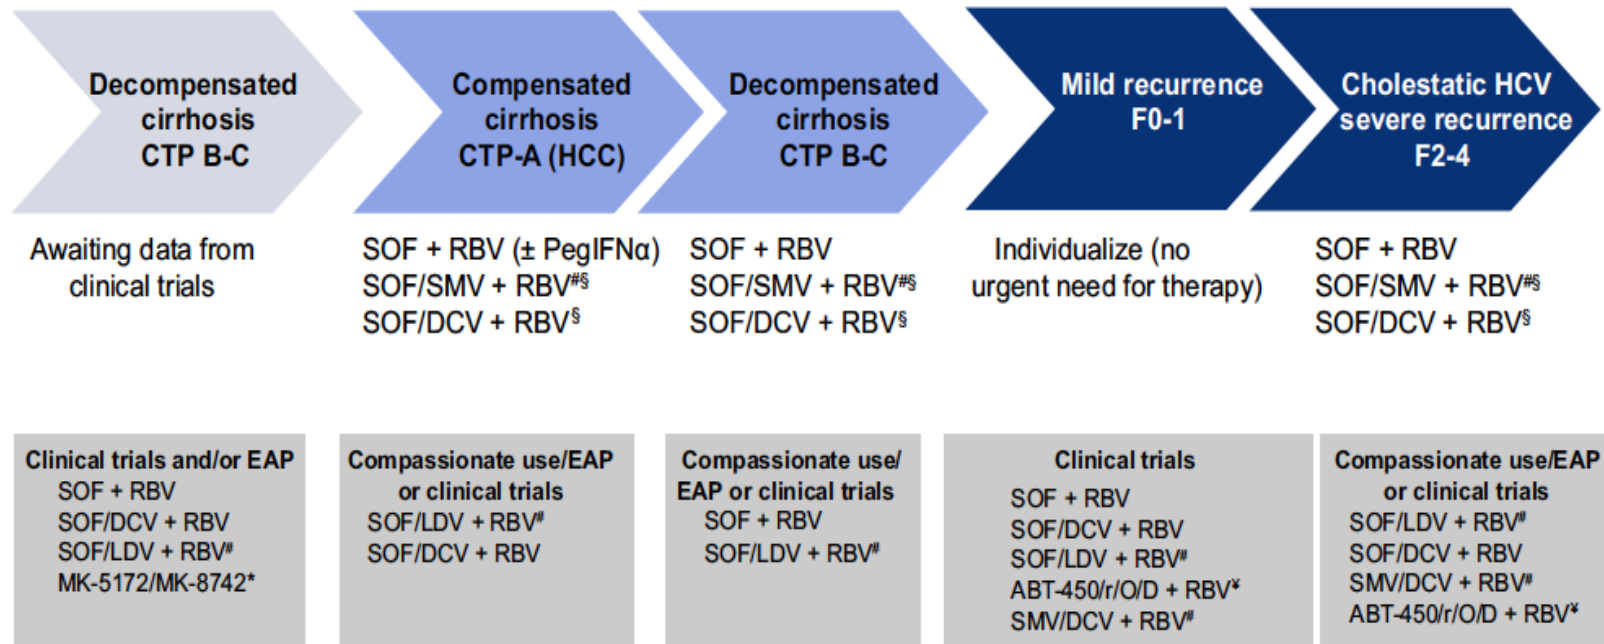 Decompensated
cirrhosis
CTP B-C
Compensated
cirrhosis
CTP-A (HCC)
Decompensated
cirrhosis
CTP B-C
Mild recurrence
F0-1
Cholestatic HCV
severe recurrence
F2-4
Awaiting data from
clinical trials
SOF + RBV (± PegIFNα)
SOF/SMV + RBV#§
SOF/DCV + RBV§
SOF + RBV
SOF/SMV + RBV#§
SOF/DCV + RBV§
Individualize (no
urgent need for therapy)
SOF + RBV
SOF/SMV + RBV#§
SOF/DCV + RBV§
Clinical trials and/or EAP
SOF + RBV
SOF/DCV + RBV
SOF/LDV + RBV#
MK-5172/MK-8742*
Compassionate use/EAP
or clinical trials
SOF/LDV + RBV#
SOF/DCV + RBV
Compassionate use/
EAP or clinical trials
SOF + RBV
SOF/LDV + RBV#
Clinical trials
SOF + RBV
SOF/DCV + RBV
SOF/LDV + RBV#
ABT-450/r/O/D + RBV¥
SMV/DCV + RBV#
Compassionate use/EAP
or clinical trials
SOF/LDV + RBV#
SOF/DCV + RBV
SMV/DCV + RBV#
ABT-450/r/O/D + RBV¥